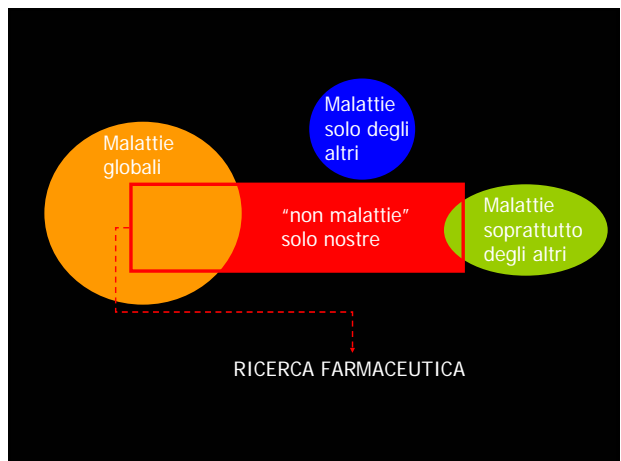 Malattie
globali
Malattie
solo degli
altri
“non malattie”
solo nostre
Malattie
soprattutto
degli altri
RICERCA FARMACEUTICA